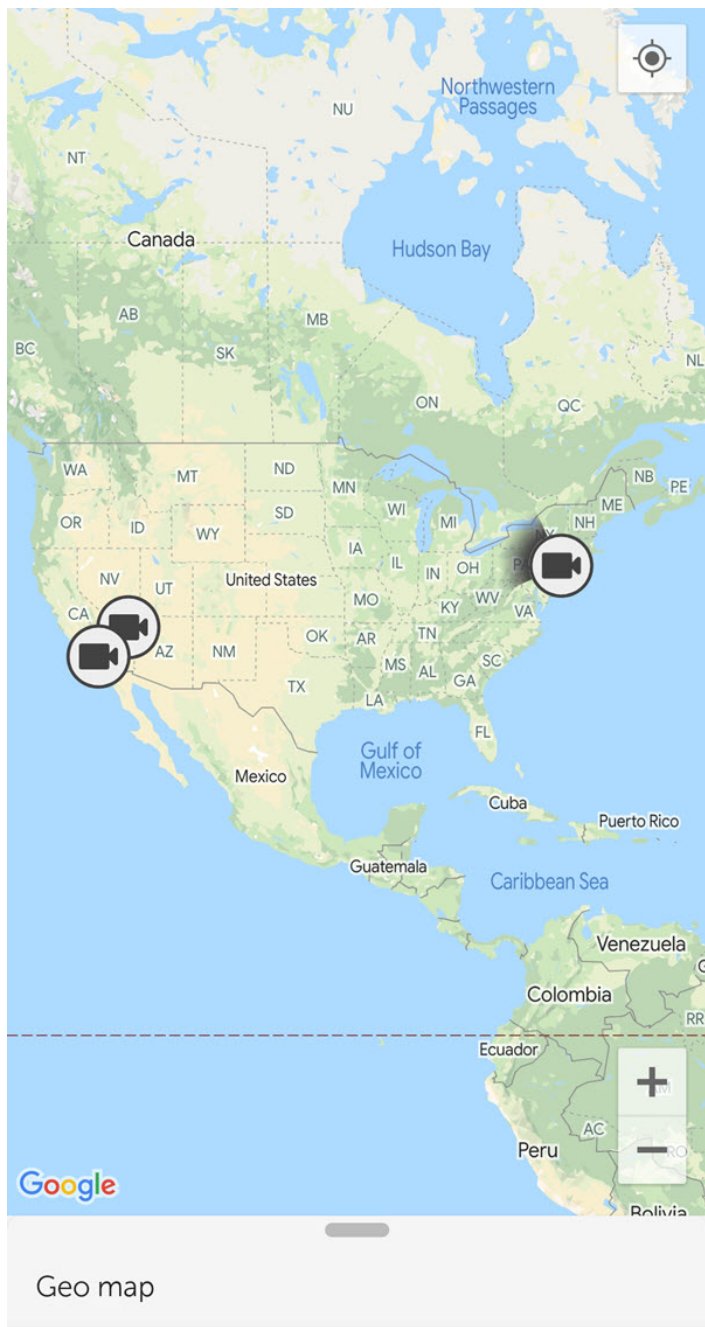 Northwestern
Passages
NU
NT
Canada
Hudson Bay
AB
MB
BC
SK
NL
ON
QC
WA
MT
ND
NB
PE
MN
ME
OR
ID
SD
WI
MI
NH
WY
IA
NV
UT
United States
IL
IN
OH
PA
CA
MO
KY
WV
VA
AZ
NM
OK
AR
TN
MS
AL
SC
GA
TX
LA
FL
Gulf of
Mexico
Mexico
Cuba
Puerto Rico
Guatemala
Caribbean Sea
Venezuela
Colombia
RR
Ecuador
AC
Peru
RO
Google
Bolivia
Geo map